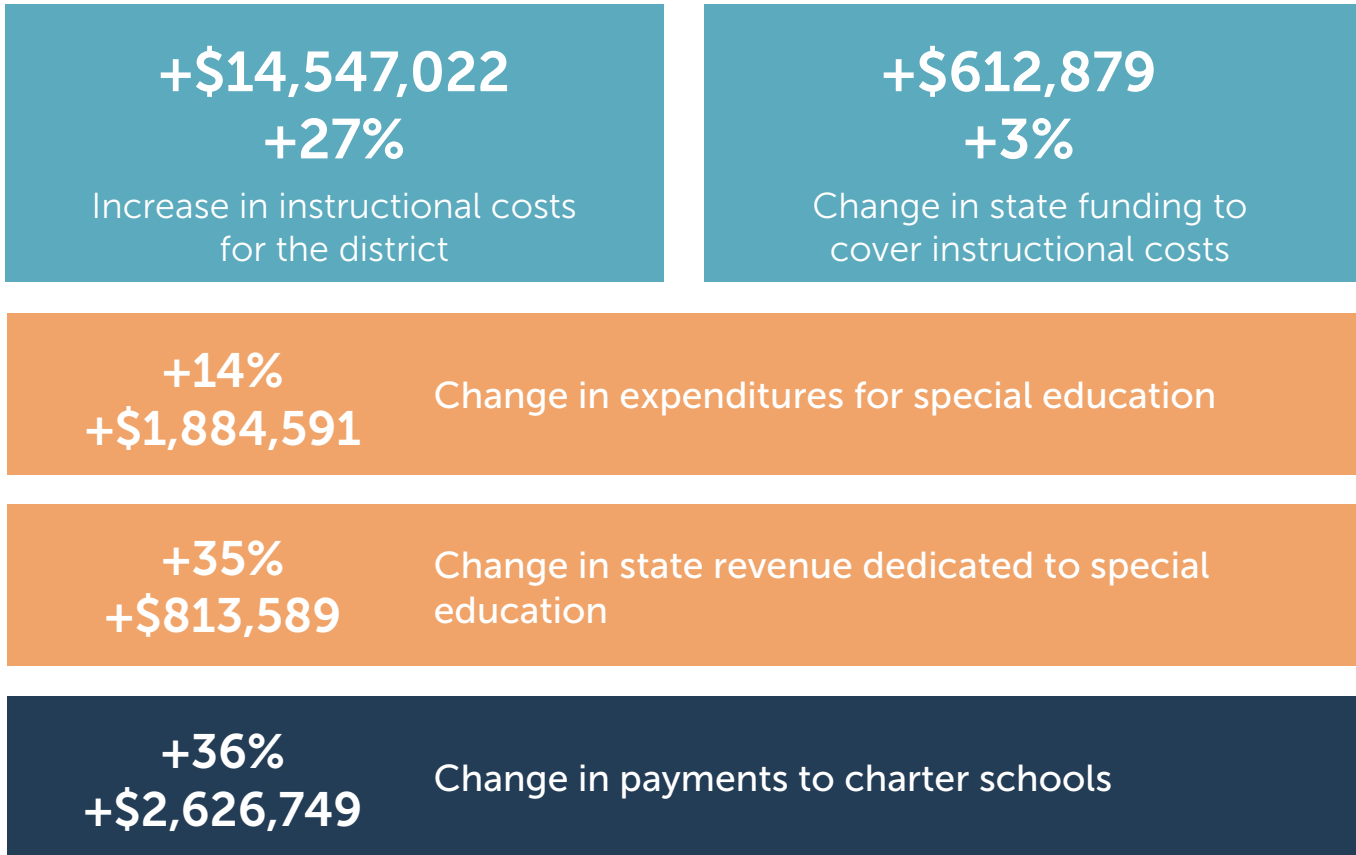 +$14,547,022
+27%
Increase in instructional costs
for the district
+$612,879
+3%
Change in state funding to
cover instructional costs
+14%
+$1,884,591
Change in expenditures for special education
+35%
+$813,589
Change in state revenue dedicated to special
education
+36%
+$2,626,749
Change in payments to charter schools